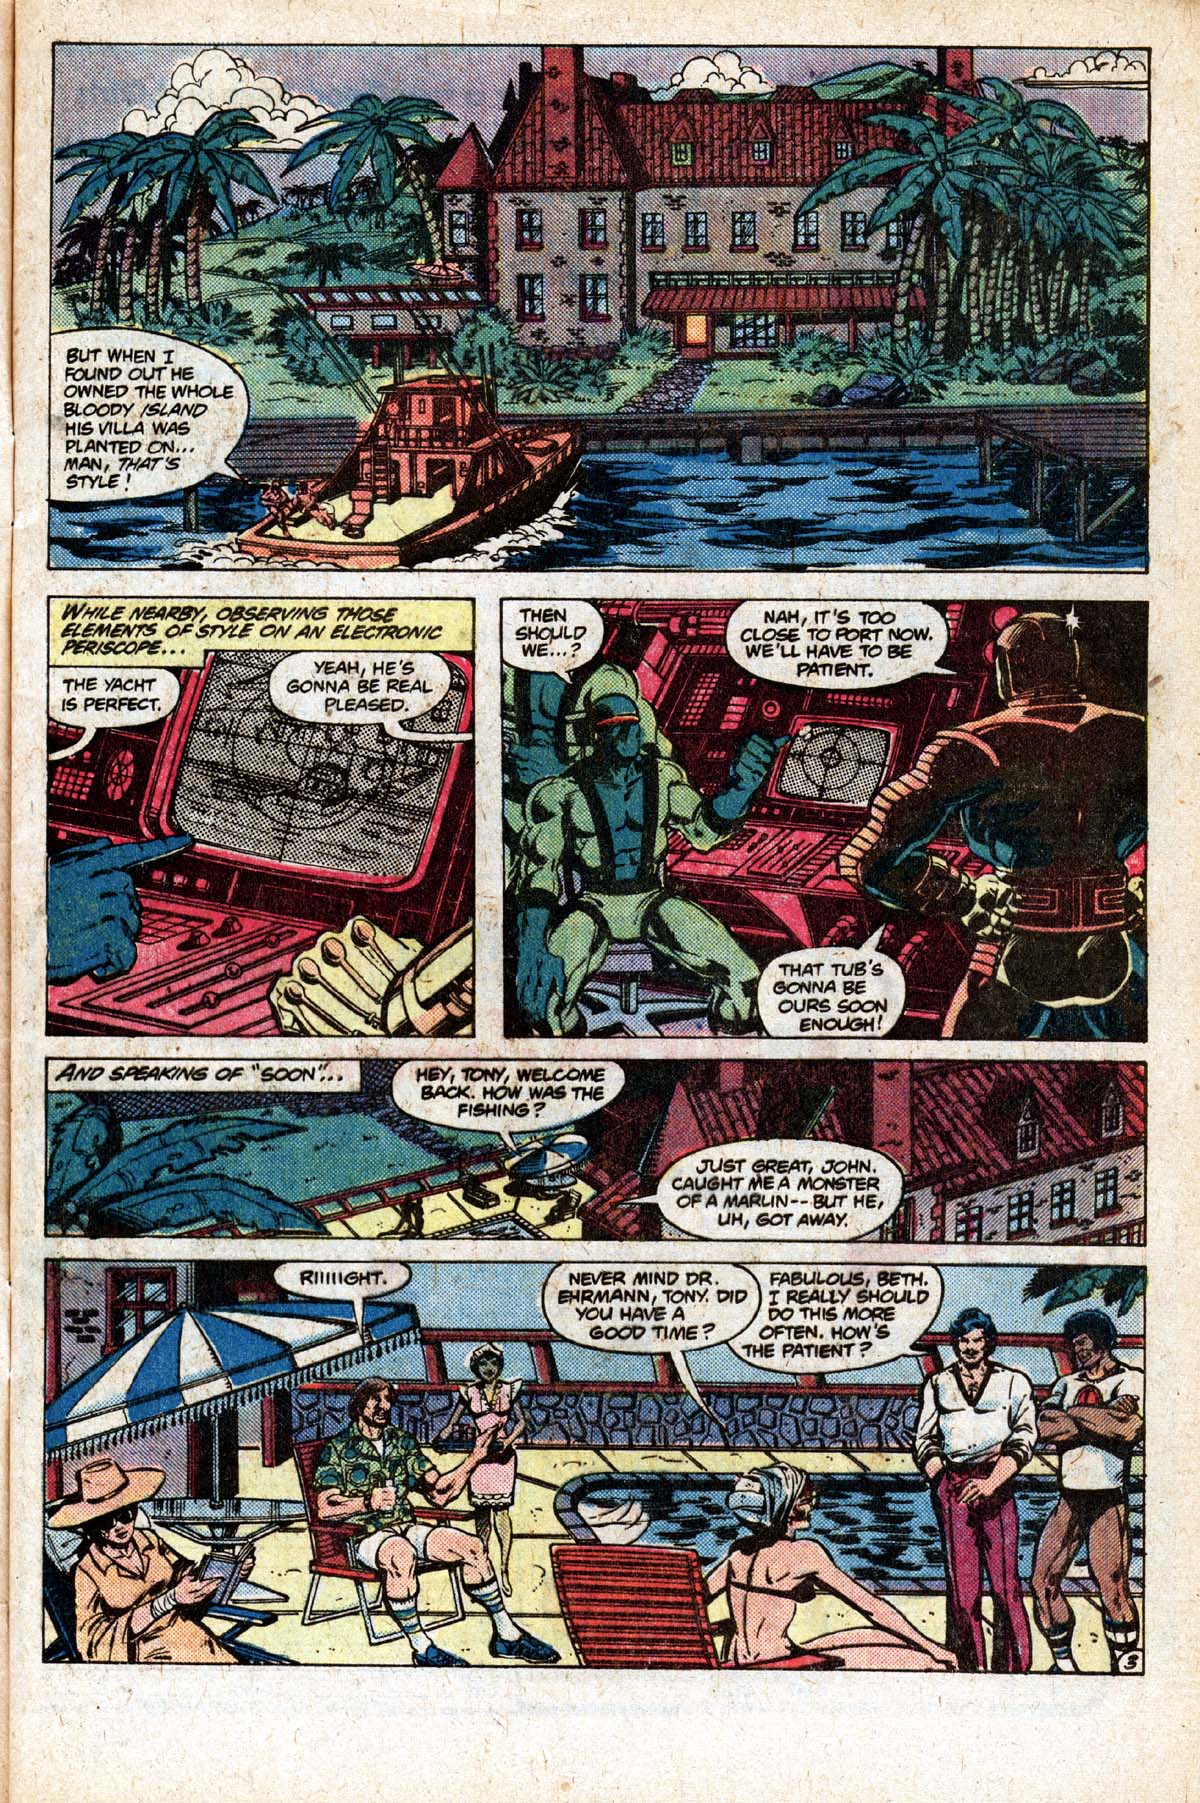 BUT WHEN I
FOUND OUT HE
OWNED THE WHOLE
BLOODY ISLAND
HIS VILLA WAS
PLANTED ON...
MAN, THAT'S
STYLE!
WHILE NEARBY, OBSERVING THOSE
ELEMENTS OF STYLE ON AN ELECTRONIC
PERISCOPE...
THE YACHT
IS PERFECT.
YEAH, HE'S
GONNA BE REAL
PLEASED.
THEN
SHOULD
WE...?
NAH, IT'S TOO
CLOSE TO PORT NOW.
WE'LL HAVE TO BE
PATIENT.
THAT TUB'S
GONNA BE
OURS SOON
ENOUGH!
AND SPEAKING OF "SOON"...
HEY, TONY, WELCOME
BACK. HOW WAS THE
FISHING?
JUST GREAT, JOHN.
CAUGHT ME A MONSTER
OF A MARLIN--BUT HE,
UH, GOT AWAY.
RIIIIIGHT.
NEVER MIND DR.
EHRMANN, TONY. DID
YOU HAVE A
GOOD TIME?
FABULOUS, BETH.
I REALLY SHOULD
DO THIS MORE
OFTEN. HOW'S
THE PATIENT?
3